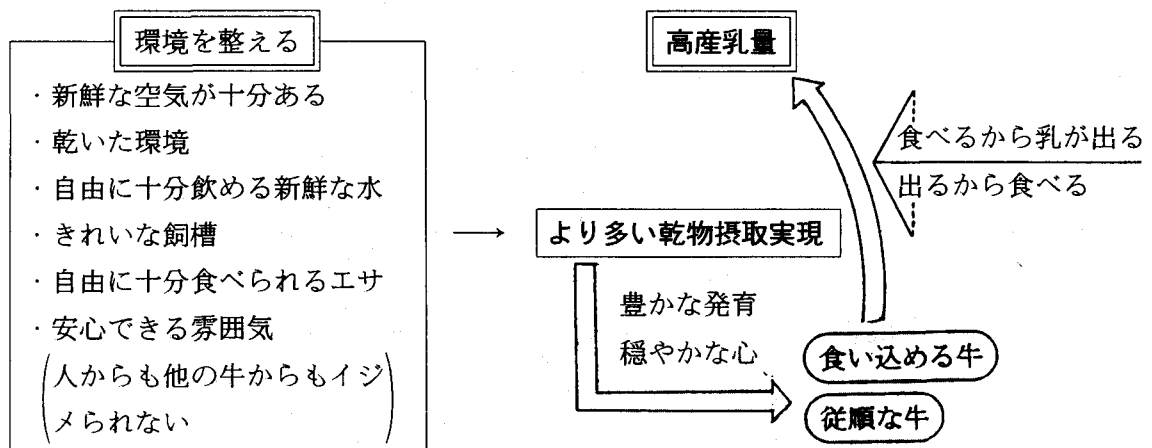 環境を整える
・新鮮な空気が十分ある
・乾いた環境
・自由に十分飲める新鮮な水
・きれいな飼槽
・自由に十分食べられるエサ
・安心できる雰囲気
(人からも他の牛からもイジ
メられない)
より多い乾物摂取実現
豊かな発育
穏やかな心
食い込める牛
従順な牛
高産乳量
食べるから乳が出る
出るから食べる